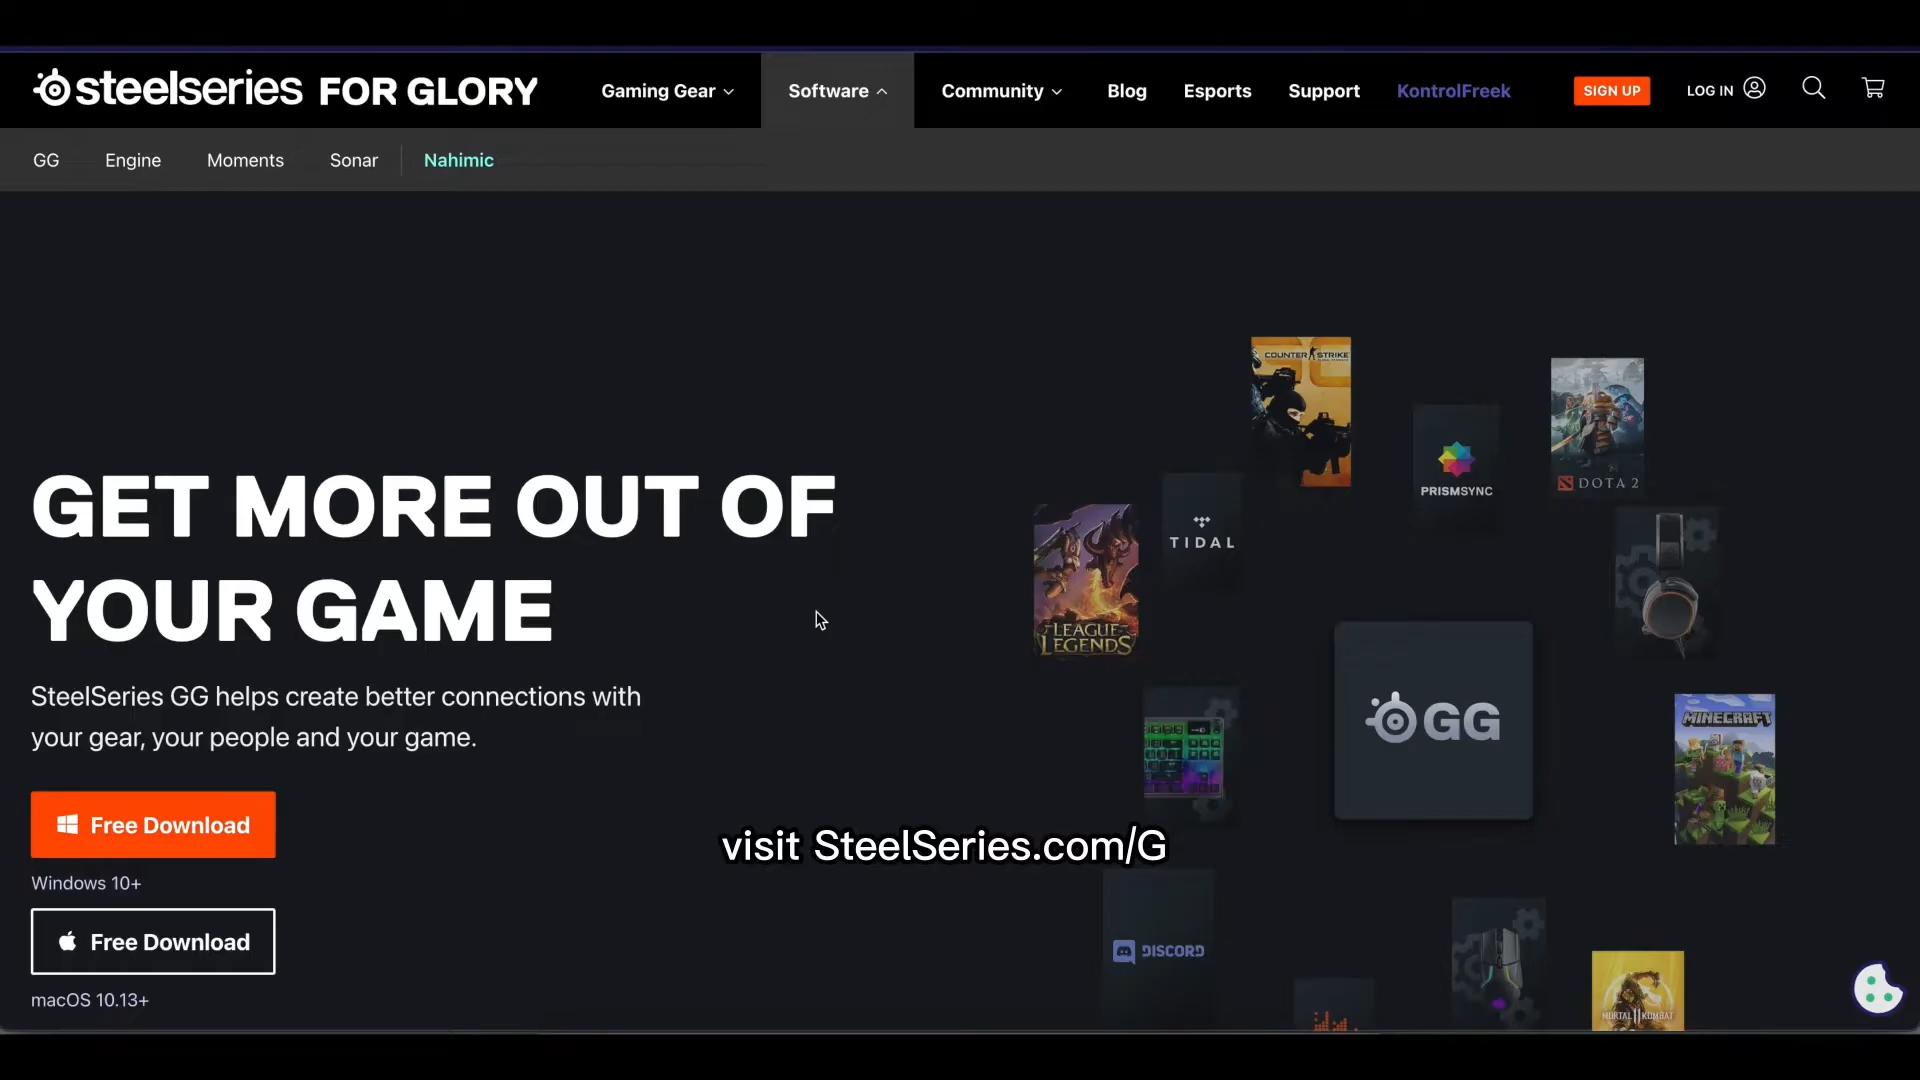 steelseries FOR GLORY
Gaming Gear
Software
Community
Blog
Esports
Support
KontrolFreek
SIGN UP
LOG IN
GG
Engine
Moments
Sonar
Nahimic
GET MORE OUT OF
YOUR GAME
SteelSeries GG helps create better connections with
your gear, your people and your game.
Free Download
Windows 10+
Free Download
macOS 10.13+
COUNTER STRIKE
PRISMSYNC
DOTA 2
TIDAL
LEAGUE
LEGENDS
GG
MINECRAFT
visit SteelSeries.com/G
DISCORD
MORTAL KOMBAT